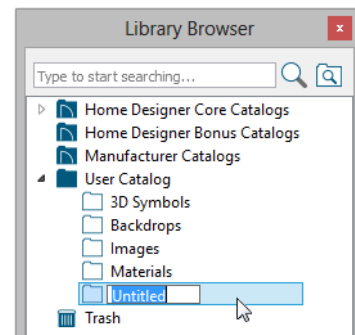 Library Browser
x
Type to start searching...
Home Designer Core Catalogs
Home Designer Bonus Catalogs
Manufacturer Catalogs
User Catalog
3D Symbols
Backdrops
Images
Materials
Untitled
Trash